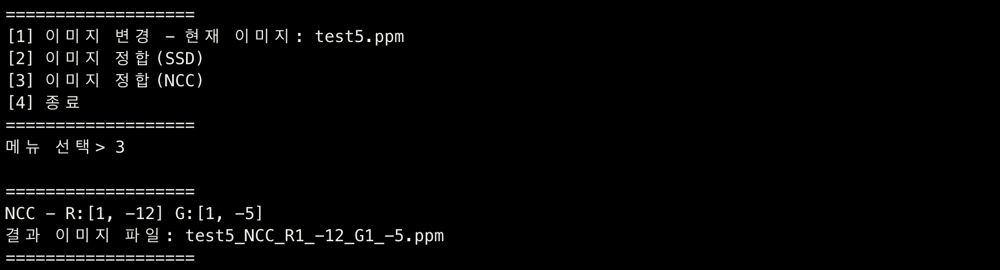 ===================
[1] 이미지 변경 - 현재 이미지: test5.ppm
[2] 이미지 정합(SSD)
[3] 이미지 정합(NCC)
[4] 종료
===================
메뉴 선택> 3
===================
NCC - R:[1, -12] G:[1, -5]
결과 이미지 파일: test5_NCC_R1_-12_G1_-5.ppm
===================